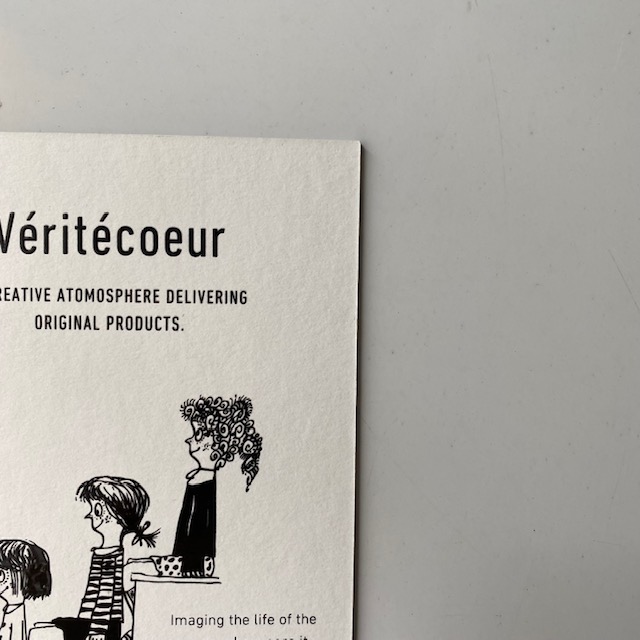 Véritécoeur
REATIVE ATOMOSPHERE DELIVERING
ORIGINAL PRODUCTS.
Imaging the life of the